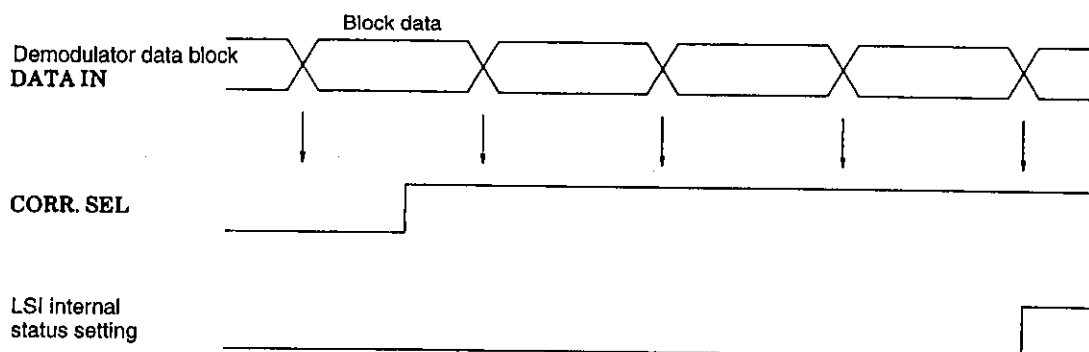 Block data
Demodulator data block
DATA IN
CORR. SEL
LSI internal
status setting